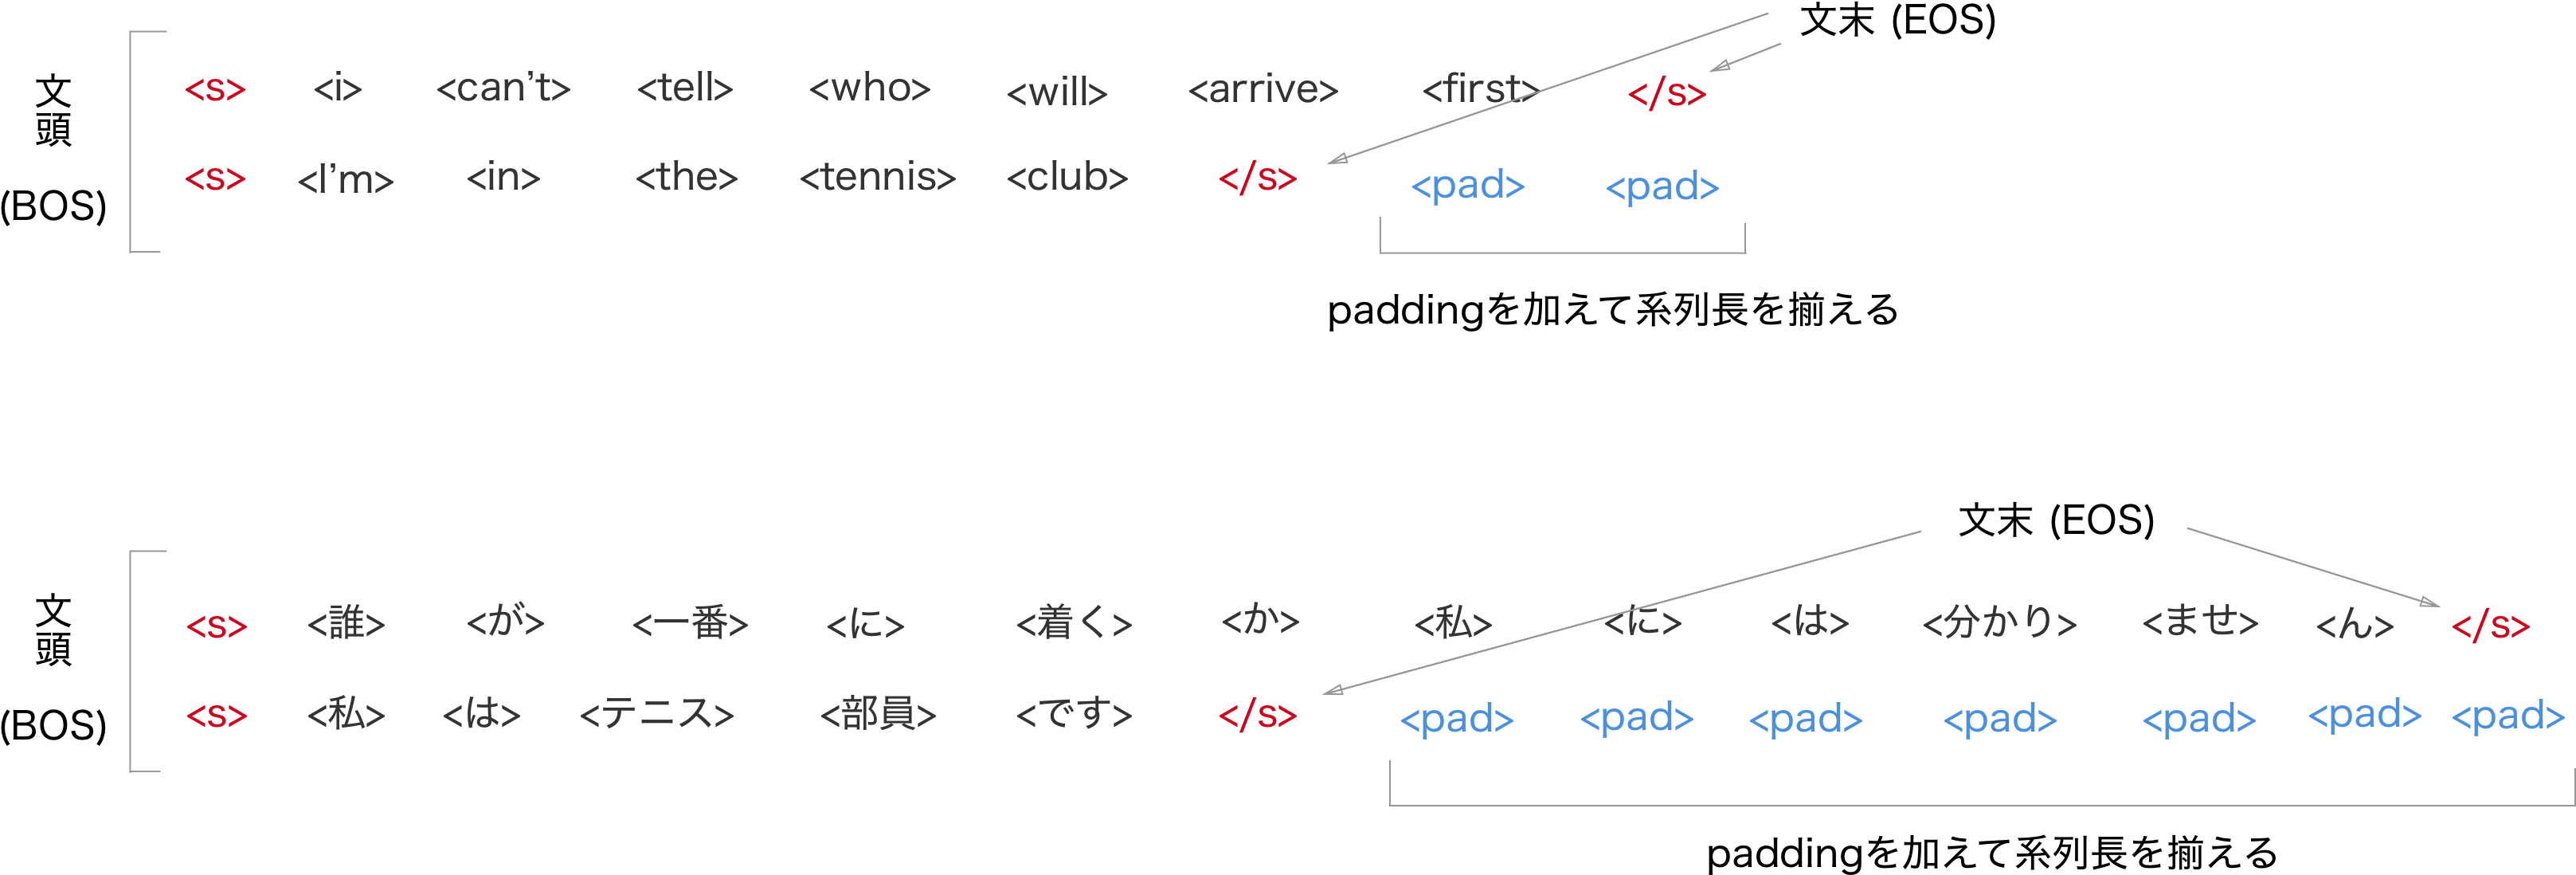 文末 (EOS)
文頭
(BOS)
<s> <i> <can’t> <tell> <who> <will> <arrive> <first> </s>
<s> <I’m> <in> <the> <tennis> <club> </s> <pad> <pad>
paddingを加えて系列長を揃える
文末 (EOS)
文頭
(BOS)
<s> <誰> <が> <一番> <に> <着く> <か> <私> <に> <は> <分かり> <ませ> <ん> </s>
<s> <私> <は> <テニス> <部員> <です> </s> <pad> <pad> <pad> <pad> <pad> <pad> <pad>
paddingを加えて系列長を揃える